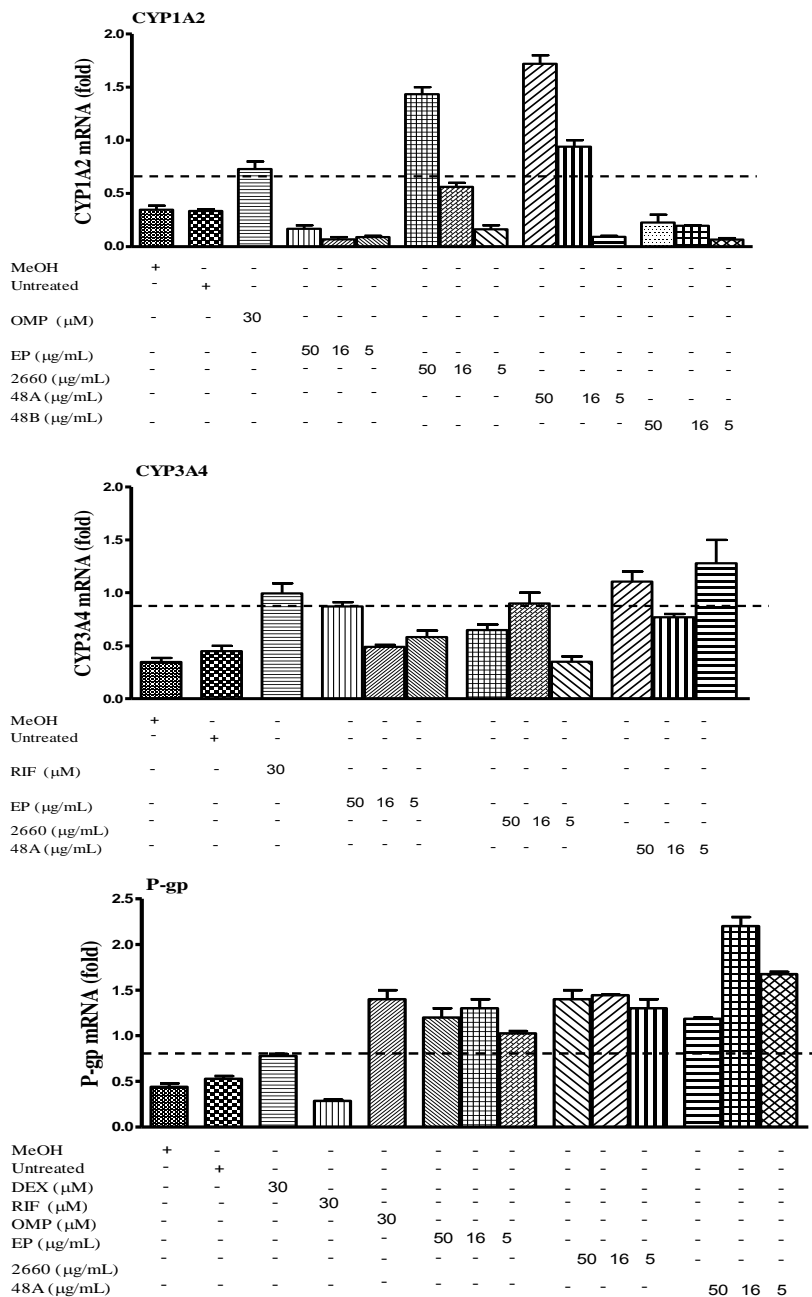 CYP1A2
CYP1A2 mRNA (fold)
2.0
1.5
1.0
0.5
0.0
MeOH + - - - - - - - - - - - - - -
Untreated - + - - - - - - - - - - - - -
OMP (µM) - - 30 - - - - - - - - - - - -
EP (µg/mL) - - - 50 16 5 - - - - - - - - -
2660 (µg/mL) - - - - - - 50 16 5 - - - - - -
48A (µg/mL) - - - - - - - - - 50 16 5 - - -
48B (µg/mL) - - - - - - - - - - - - 50 16 5
CYP3A4
CYP3A4 mRNA (fold)
2.0
1.5
1.0
0.5
0.0
MeOH + - - - - - - - - - - -
Untreated - + - - - - - - - - - -
RIF (µM) - - 30 - - - - - - - - -
EP (µg/mL) - - - 50 16 5 - - - - - -
2660 (µg/mL) - - - - - - 50 16 5 - - -
48A (µg/mL) - - - - - - - - - 50 16 5
P-gp
P-gp mRNA (fold)
2.5
2.0
1.5
1.0
0.5
0.0
MeOH + - - - - - - - - - - - - -
Untreated - + - - - - - - - - - - - -
DEX (µM) - - 30 - - - - - - - - - - -
RIF (µM) - - - 30 - - - - - - - - - -
OMP (µM) - - - - 30 - - - - - - - - -
EP (µg/mL) - - - - - 50 16 5 - - - - - -
2660 (µg/mL) - - - - - - - - 50 16 5 - - -
48A (µg/mL) - - - - - - - - - - - 50 16 5